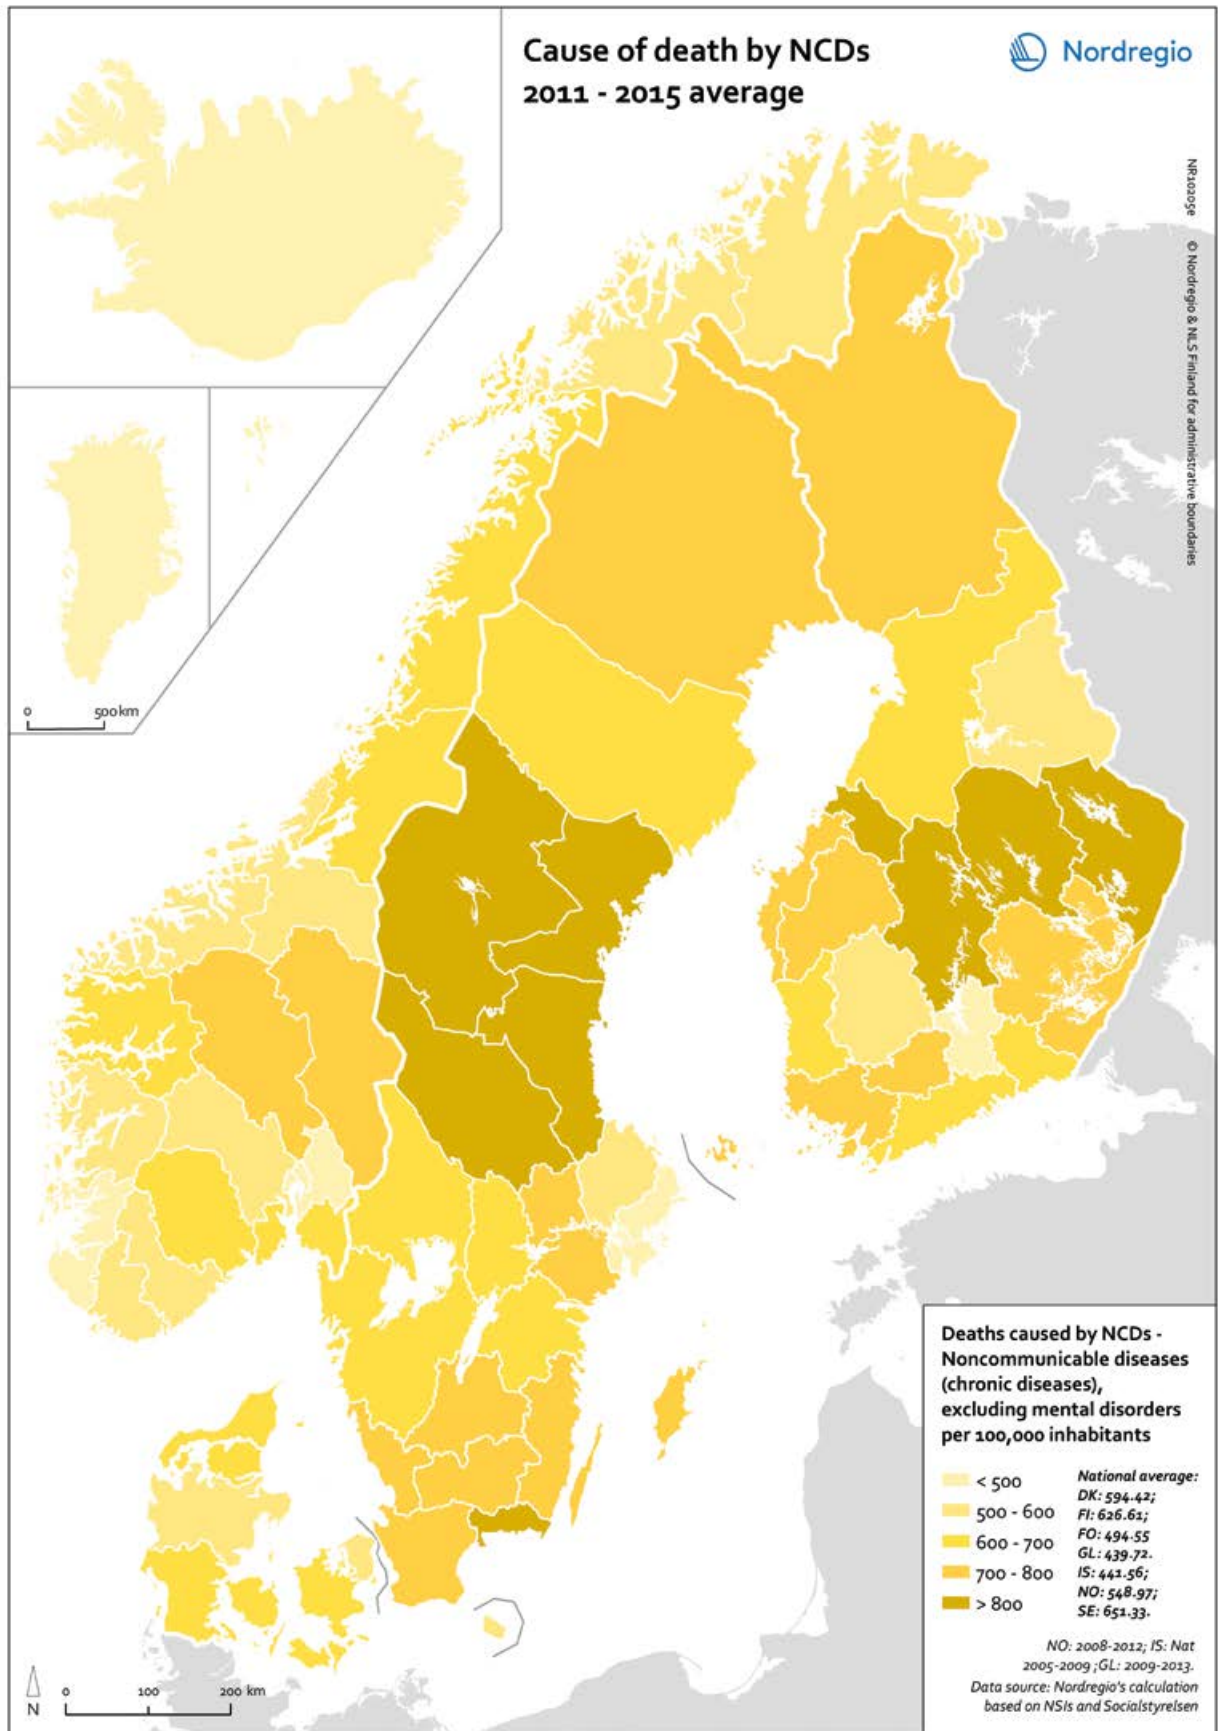 Cause of death by NCDs
2011 - 2015 average
Nordregio
NR10205e © Nordregio & NLS Finland for administrative boundaries
0 500 km
Deaths caused by NCDs -
Noncommunicable diseases
(chronic diseases),
excluding mental disorders
per 100,000 inhabitants
< 500
500 - 600
600 - 700
700 - 800
> 800
National average:
DK: 594.42;
FI: 626.61;
FO: 494.55
GL: 439.72.
IS: 441.56;
NO: 548.97;
SE: 651.33.
NO: 2008-2012; IS: Nat
2005-2009 ;GL: 2009-2013.
Data source: Nordregio's calculation
based on NSIs and Socialstyrelsen
N
0 100 200 km